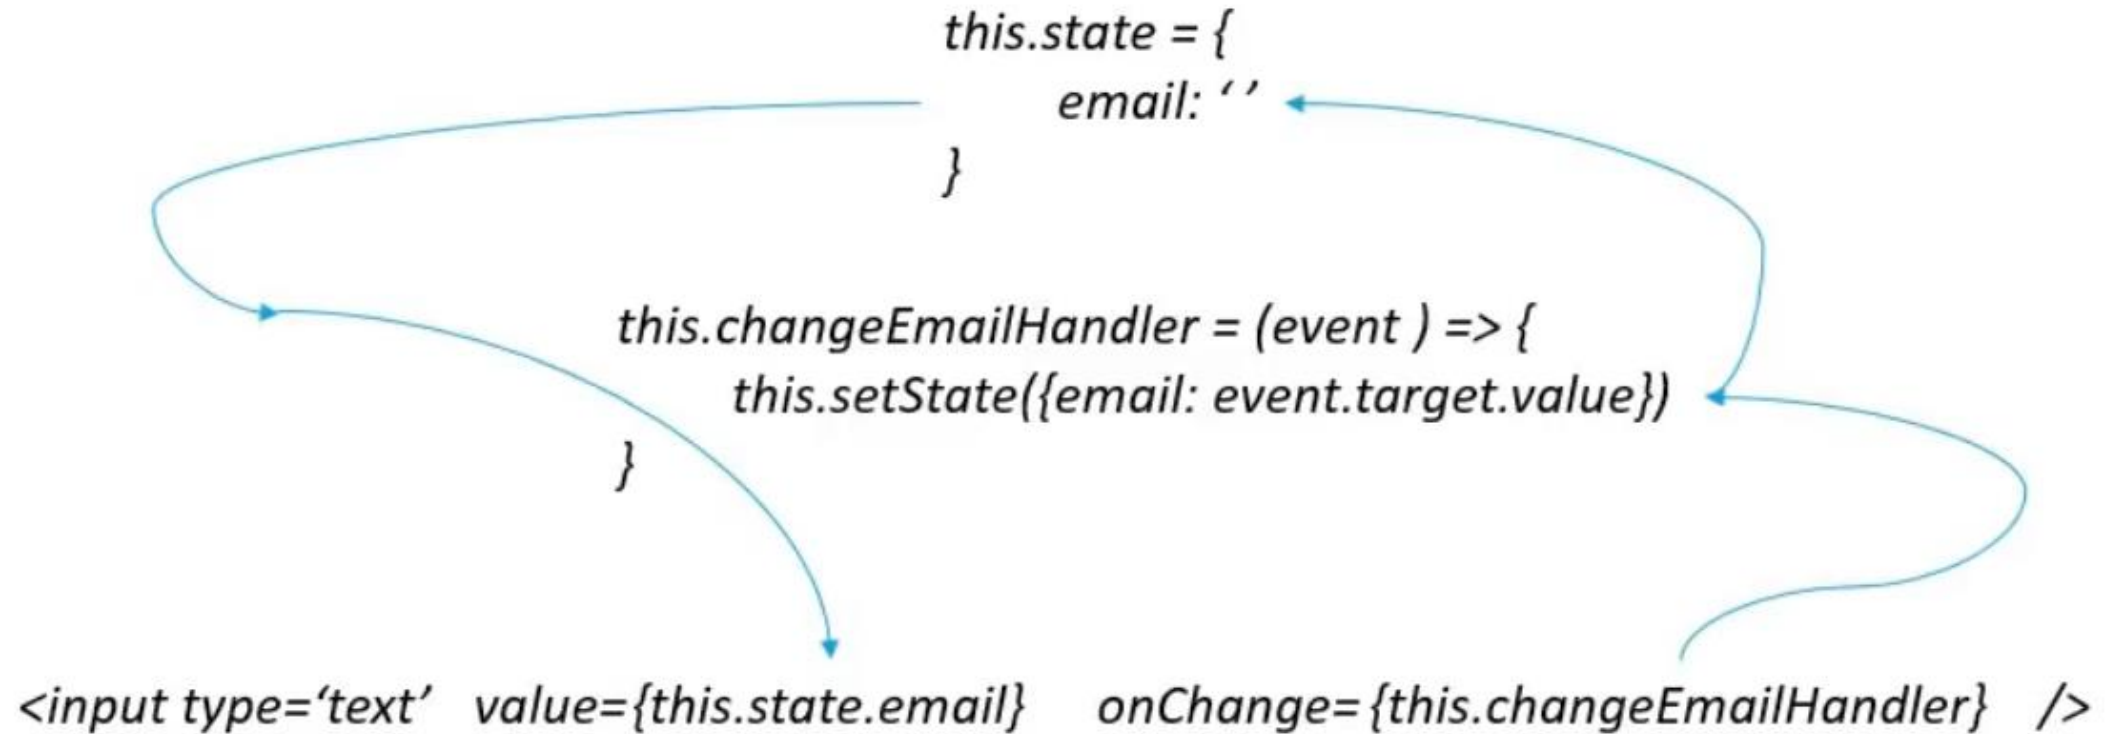 this.state = {
email: ‘ ’
}
this.changeEmailHandler = (event ) => {
this.setState({email: event.target.value})
}
<input type=‘text’ value={this.state.email} onChange={this.changeEmailHandler} />